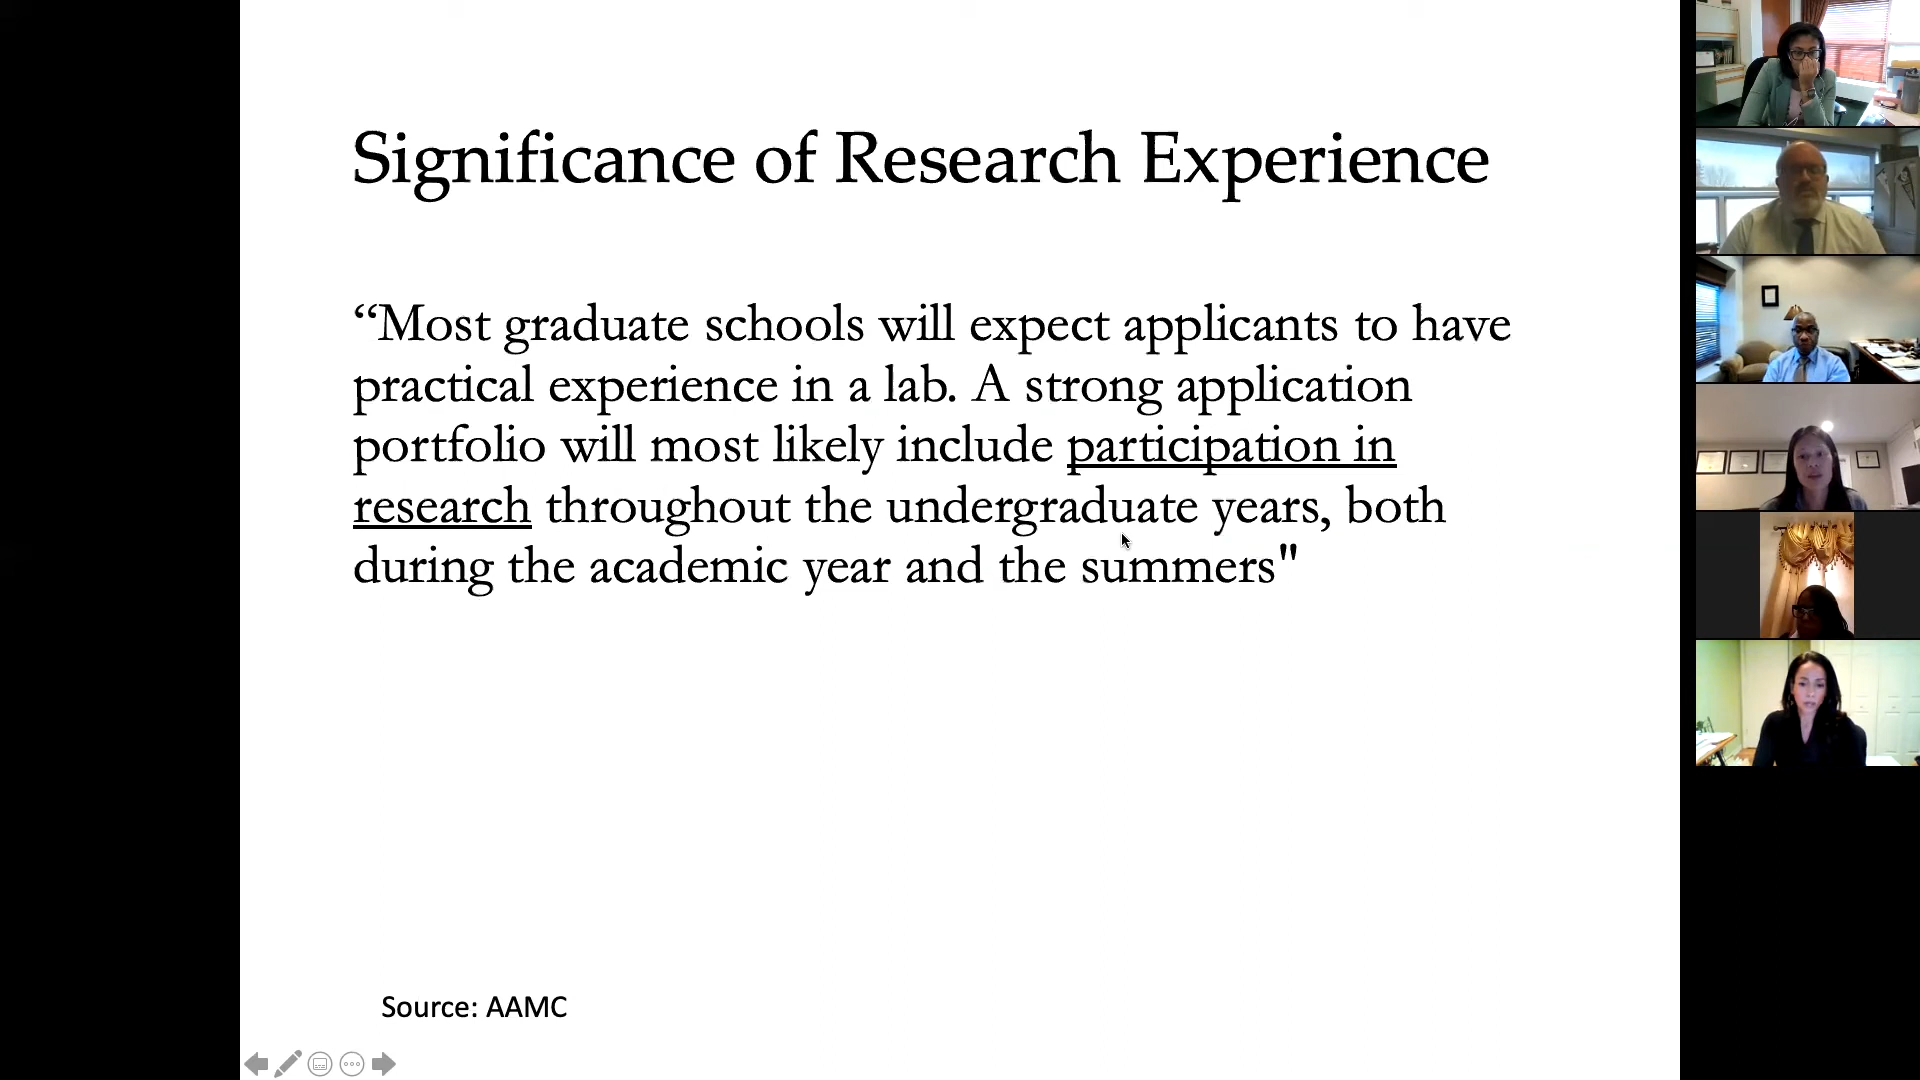 Significance of Research Experience
“Most graduate schools will expect applicants to have
practical experience in a lab. A strong application
portfolio will most likely include participation in
research throughout the undergraduate years, both
during the academic year and the summers"
Source: AAMC